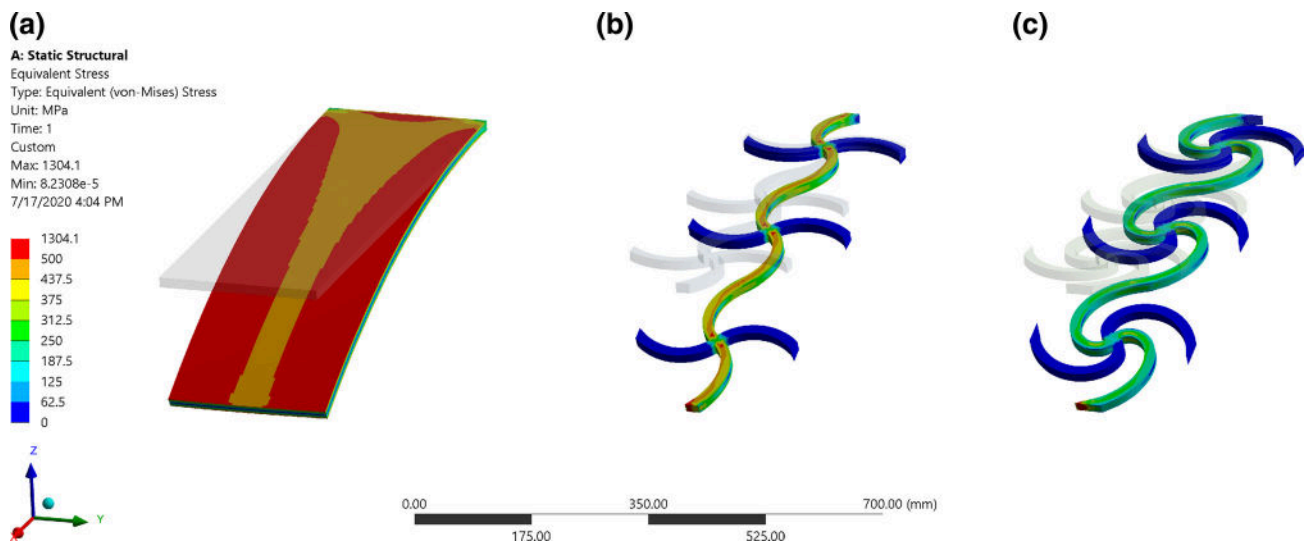 (a)
(b)
(c)
A: Static Structural
Equivalent Stress
Type: Equivalent (von-Mises) Stress
Unit: MPa
Time: 1
Custom
Max: 1304.1
Min: 8.2308e-5
7/17/2020 4:04 PM
1304.1
500
437.5
375
312.5
250
187.5
125
62.5
0
Z
Y
X
0.00
350.00
700.00 (mm)
175.00
525.00